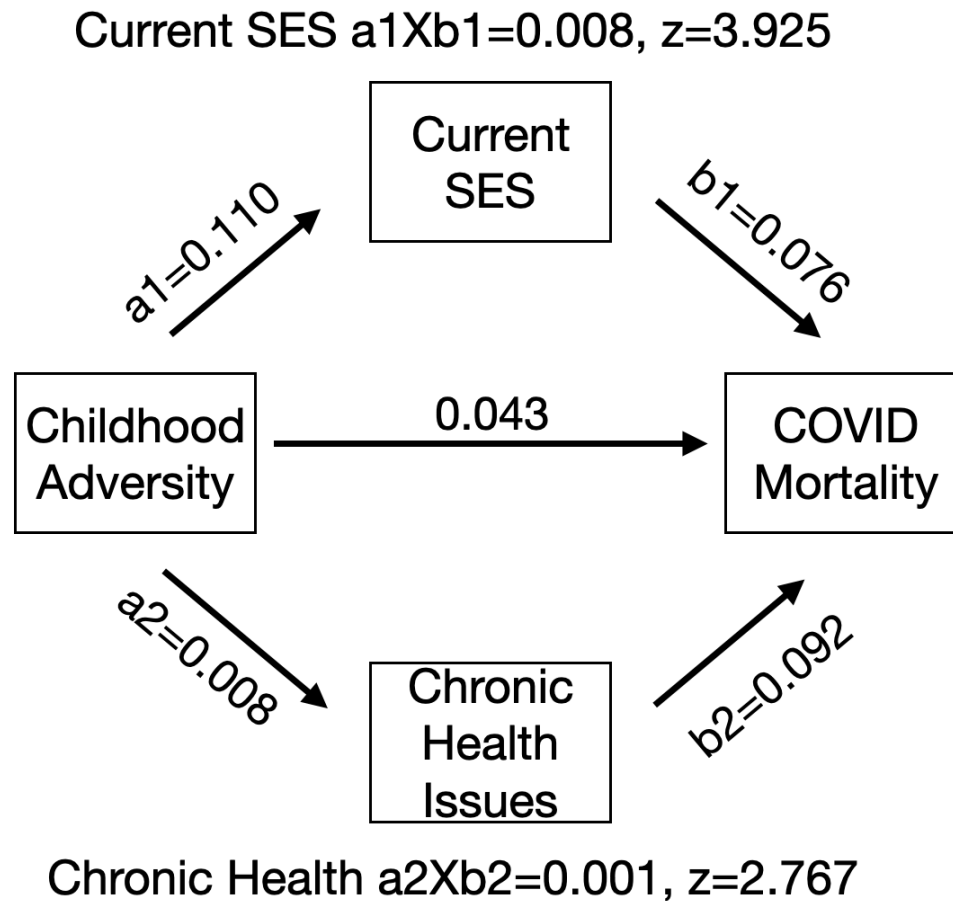 Current SES a1Xb1=0.008, z=3.925
Current
SES
a1=0.110
b1=0.076
Childhood
Adversity
0.043
COVID
Mortality
a2=0.008
b2=0.092
Chronic
Health
Issues
Chronic Health a2Xb2=0.001, z=2.767